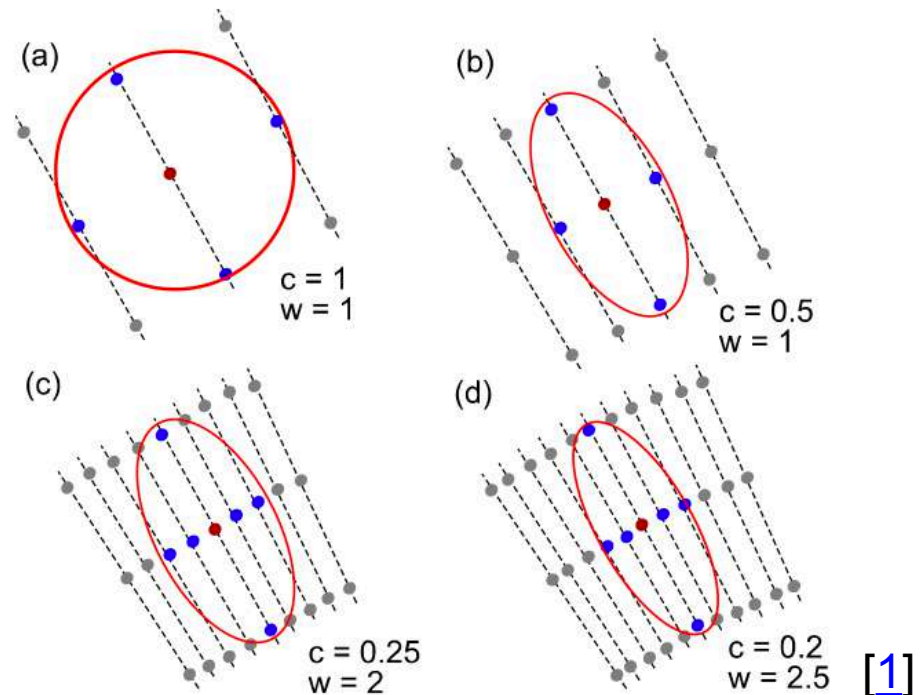 (a)
c = 1
w = 1
(b)
c = 0.5
w = 1
(c)
c = 0.25
w = 2
(d)
c = 0.2
w = 2.5
[1]